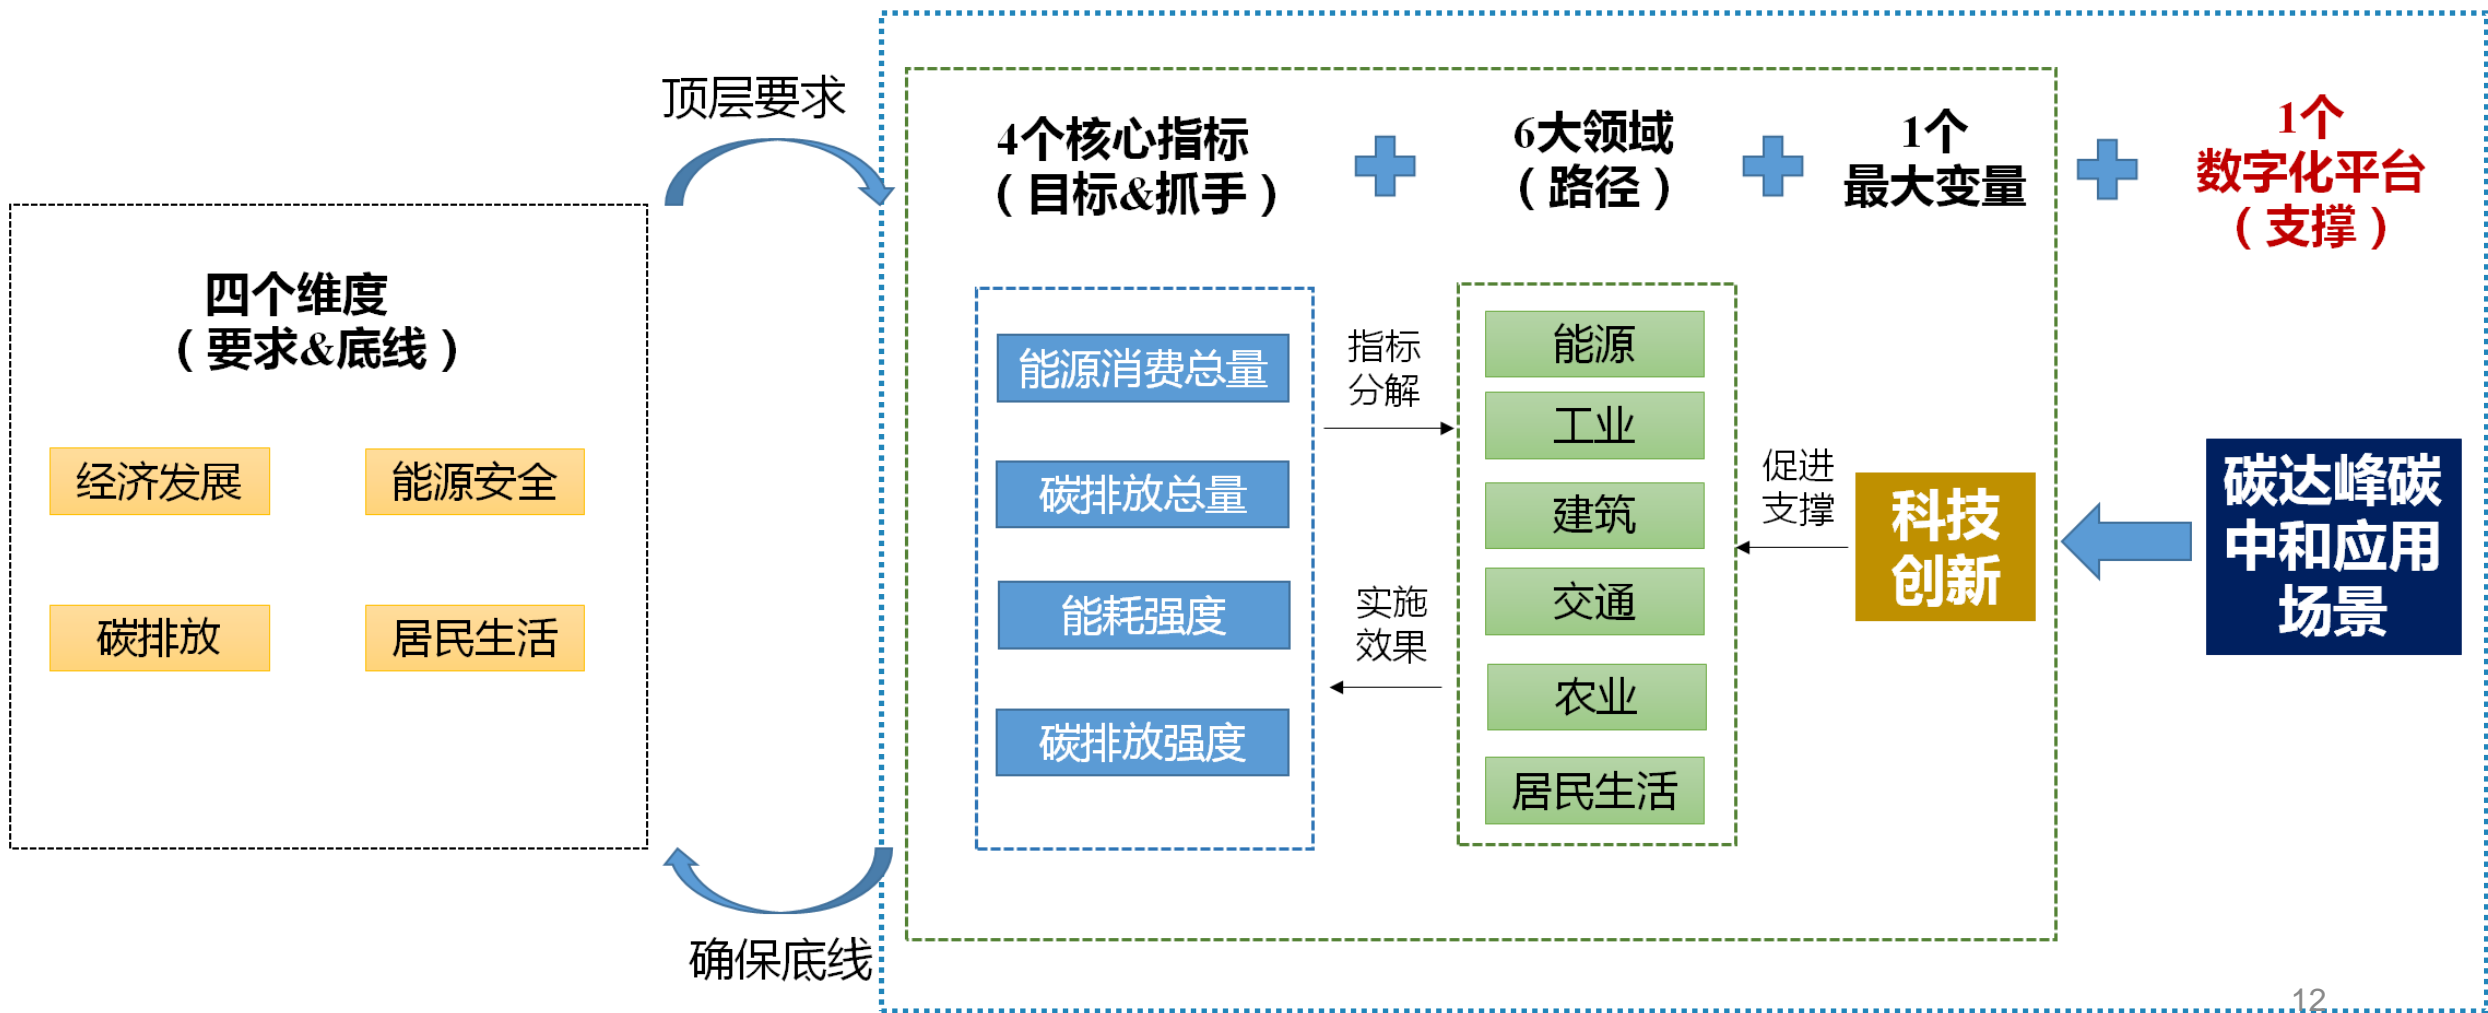 顶层要求
四个维度
（要求&底线）
经济发展
能源安全
碳排放
居民生活
确保底线
4个核心指标
（目标&抓手）
6大领域
（路径）
1个
最大变量
1个
数字化平台
（支撑）
能源消费总量
碳排放总量
能耗强度
碳排放强度
指标
分解
实施
效果
能源
工业
建筑
交通
农业
居民生活
促进
支撑
科技
创新
碳达峰碳
中和应用
场景
12